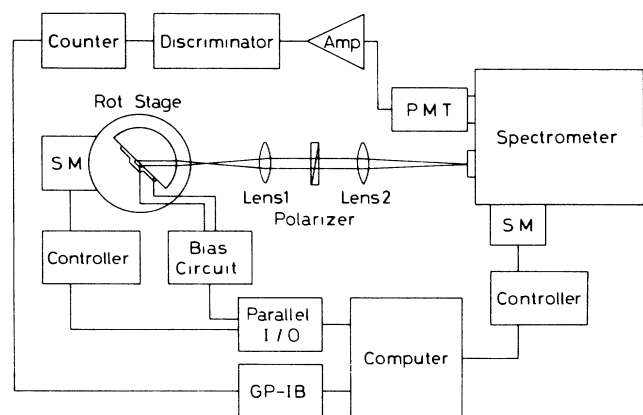 Counter
Discriminator
Amp
PMT
Spectrometer
Rot Stage
SM
Lens1
Polarizer
Lens2
SM
Controller
Bias
Circuit
Controller
Parallel
I/O
Computer
GP-IB